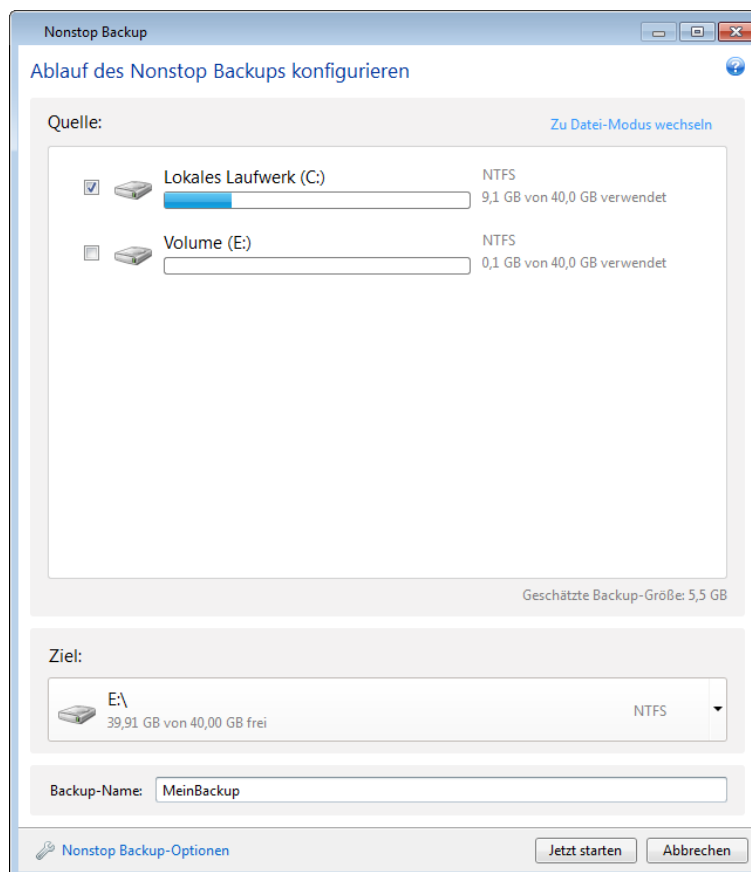 Nonstop Backup
Ablauf des Nonstop Backups konfigurieren
Quelle:
Zu Datei-Modus wechseln
Lokales Laufwerk (C:)
NTFS
9,1 GB von 40,0 GB verwendet
Volume (E:)
NTFS
0,1 GB von 40,0 GB verwendet
Geschätzte Backup-Größe: 5,5 GB
Ziel:
E:\
39,91 GB von 40,00 GB frei
NTFS
Backup-Name: MeinBackup
Nonstop Backup-Optionen
Jetzt starten
Abbrechen